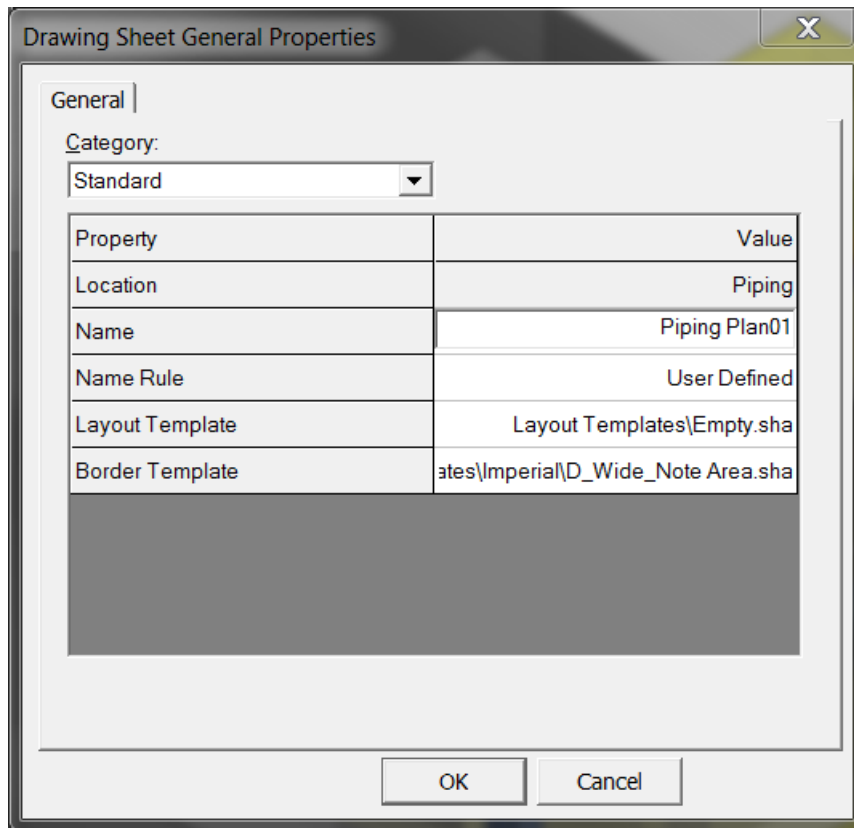 Drawing Sheet General Properties
General
Category:
Standard
Property Value
Location Piping
Name Piping Plan01
Name Rule User Defined
Layout Template Layout Templates\Empty.sha
Border Template ates\Imperial\D_Wide_Note Area.sha
OK Cancel